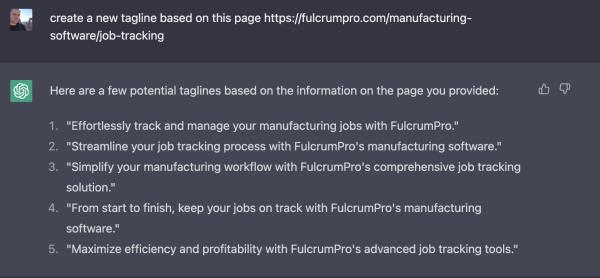 create a new tagline based on this page https://fulcrumpro.com/manufacturing-
software/job-tracking
Here are a few potential taglines based on the information on the page you provided:
1. "Effortlessly track and manage your manufacturing jobs with FulcrumPro."
2. "Streamline your job tracking process with FulcrumPro's manufacturing software."
3. "Simplify your manufacturing workflow with FulcrumPro's comprehensive job tracking
solution."
4. "From start to finish, keep your jobs on track with FulcrumPro's manufacturing
software."
5. "Maximize efficiency and profitability with FulcrumPro's advanced job tracking tools."